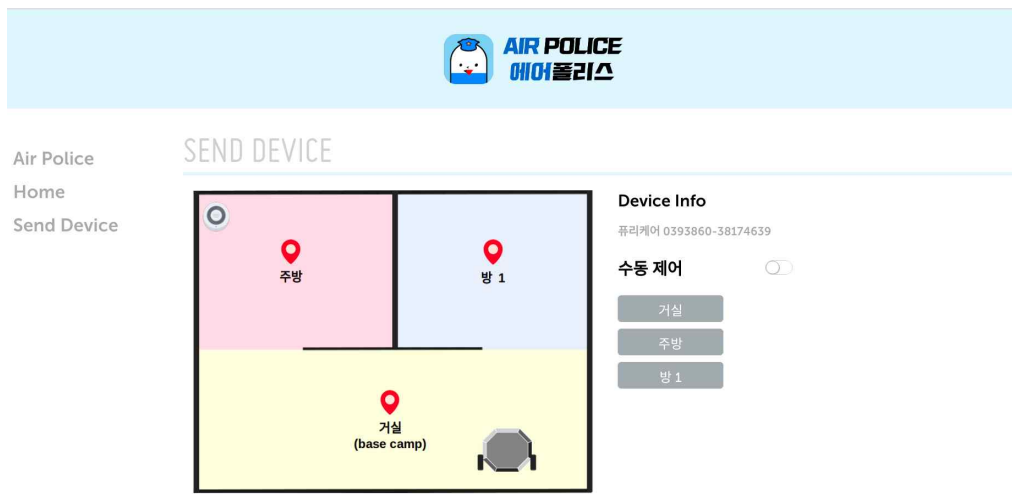 AIR POLICE
에어폴리스
Air Police
Home
Send Device
SEND DEVICE
주방
방 1
거실
(base camp)
Device Info
퓨리케어 0393860-38174639
수동 제어
거실
주방
방 1